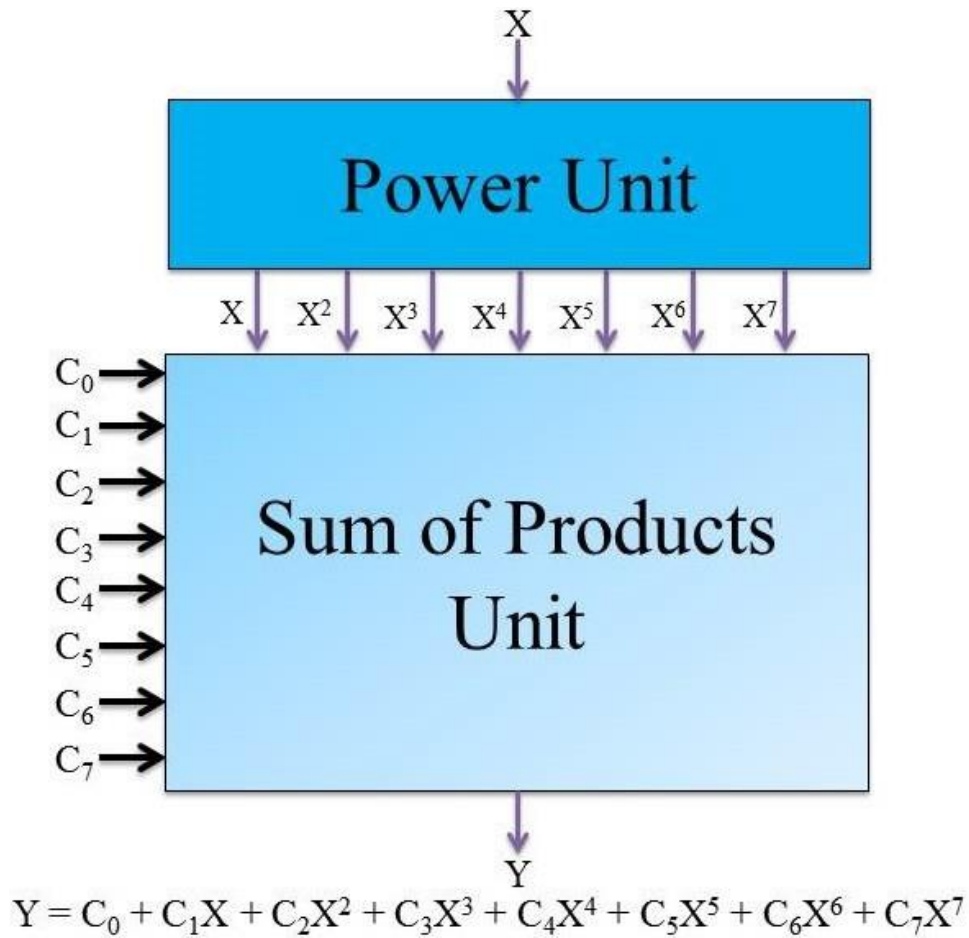 X
Power Unit
X X² X³ X⁴ X⁵ X⁶ X⁷
C₀
C₁
C₂
C₃
C₄
C₅
C₆
C₇
Sum of Products
Unit
Y
Y = C₀ + C₁X + C₂X² + C₃X³ + C₄X⁴ + C₅X⁵ + C₆X⁶ + C₇X⁷